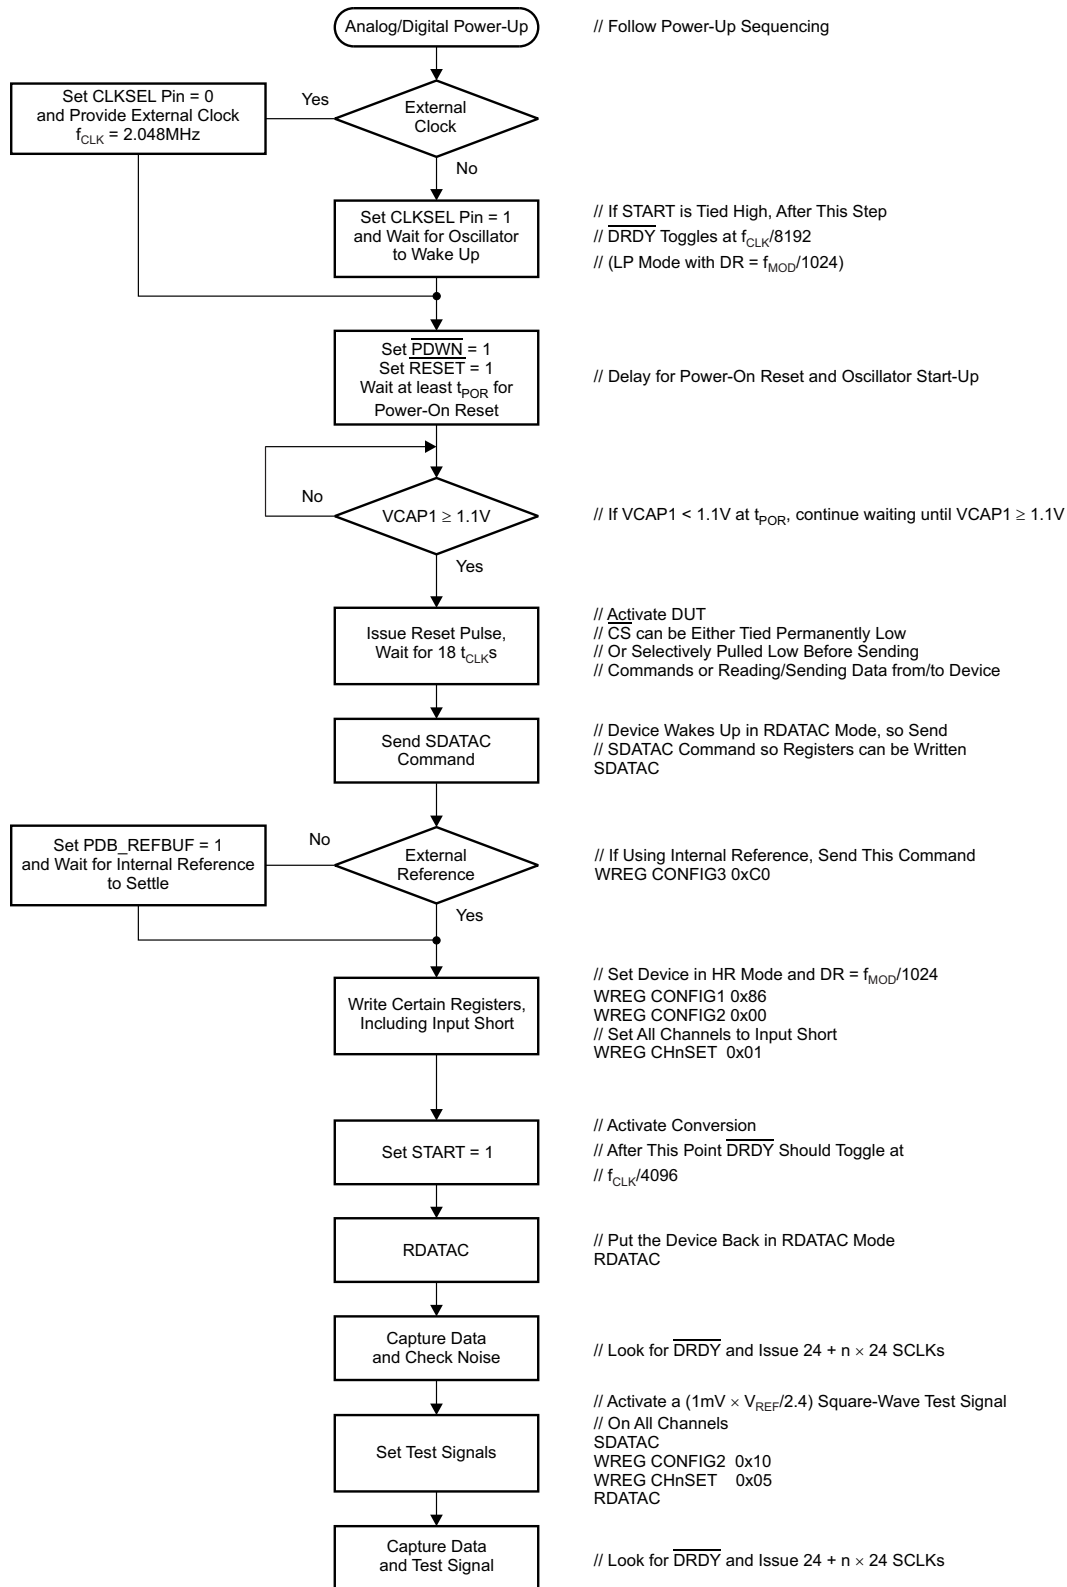 Analog/Digital Power-Up
// Follow Power-Up Sequencing
Set CLKSEL Pin = 0
and Provide External Clock
fCLK = 2.048MHz
Yes
External
Clock
No
Set CLKSEL Pin = 1
and Wait for Oscillator
to Wake Up
// If START is Tied High, After This Step
// DRDY Toggles at fCLK/8192
// (LP Mode with DR = fMOD/1024)
Set PDWN = 1
Set RESET = 1
Wait at least tPOR for
Power-On Reset
// Delay for Power-On Reset and Oscillator Start-Up
No
VCAP1 ≥ 1.1V
// If VCAP1 < 1.1V at tPOR, continue waiting until VCAP1 ≥ 1.1V
Yes
Issue Reset Pulse,
Wait for 18 tCLKs
// Activate DUT
// CS can be Either Tied Permanently Low
// Or Selectively Pulled Low Before Sending
// Commands or Reading/Sending Data from/to Device
Send SDATAC
Command
// Device Wakes Up in RDATAC Mode, so Send
// SDATAC Command so Registers can be Written
SDATAC
Set PDB_REFBUF = 1
and Wait for Internal Reference
to Settle
No
External
Reference
Yes
// If Using Internal Reference, Send This Command
WREG CONFIG3 0xC0
Write Certain Registers,
Including Input Short
// Set Device in HR Mode and DR = fMOD/1024
WREG CONFIG1 0x86
WREG CONFIG2 0x00
// Set All Channels to Input Short
WREG CHnSET 0x01
Set START = 1
// Activate Conversion
// After This Point DRDY Should Toggle at
// fCLK/4096
RDATAC
// Put the Device Back in RDATAC Mode
RDATAC
Capture Data
and Check Noise
// Look for DRDY and Issue 24 + n × 24 SCLKs
Set Test Signals
// Activate a (1mV × VREF/2.4) Square-Wave Test Signal
// On All Channels
SDATAC
WREG CONFIG2 0x10
WREG CHnSET 0x05
RDATAC
Capture Data
and Test Signal
// Look for DRDY and Issue 24 + n × 24 SCLKs